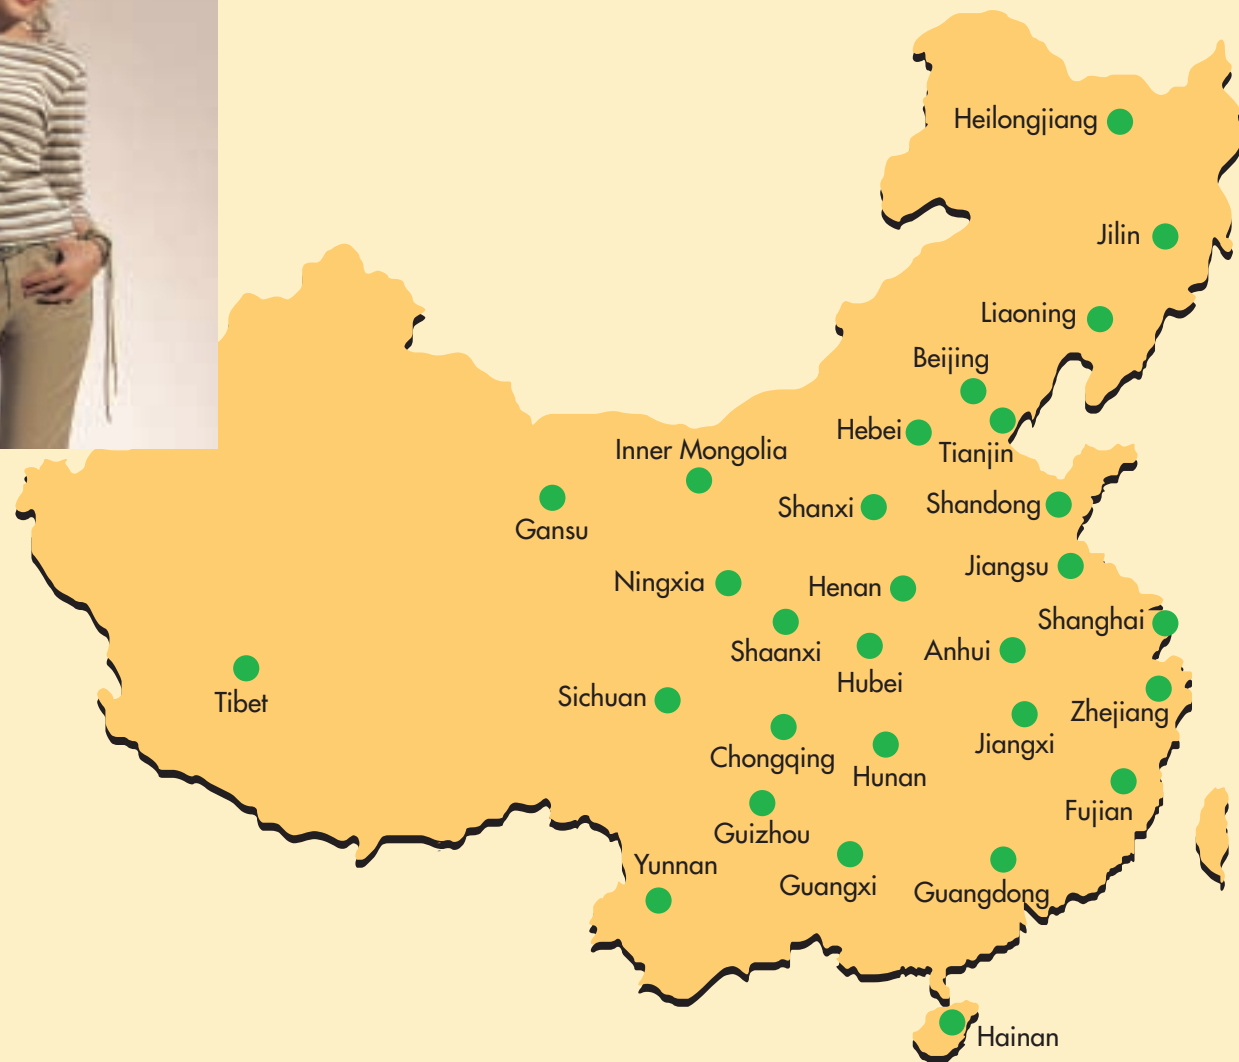 Heilongjiang
Jilin
Liaoning
Beijing
Hebei
Tianjin
Inner Mongolia
Gansu
Shanxi
Shandong
Ningxia
Henan
Jiangsu
Shanghai
Shaanxi
Hubei
Anhui
Tibet
Sichuan
Zhejiang
Chongqing
Hunan
Jiangxi
Fujian
Guizhou
Yunnan
Guangxi
Guangdong
Hainan